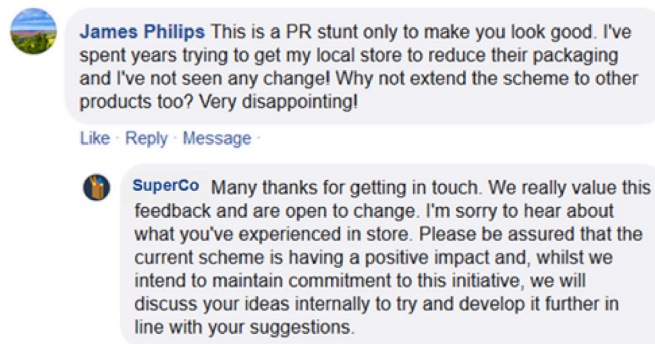 James Philips This is a PR stunt only to make you look good. I've
spent years trying to get my local store to reduce their packaging
and I've not seen any change! Why not extend the scheme to other
products too? Very disappointing!
Like · Reply · Message ·
SuperCo Many thanks for getting in touch. We really value this
feedback and are open to change. I'm sorry to hear about
what you've experienced in store. Please be assured that the
current scheme is having a positive impact and, whilst we
intend to maintain commitment to this initiative, we will
discuss your ideas internally to try and develop it further in
line with your suggestions.